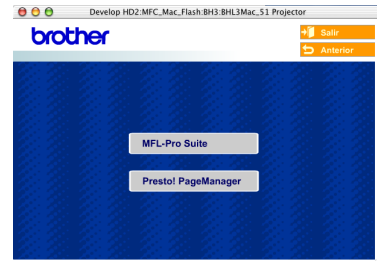 Develop HD2:MFC_Mac_Flash:BH3:BHL3Mac_51 Projector
brother
Salir
Anterior
MFL-Pro Suite
Presto! PageManager